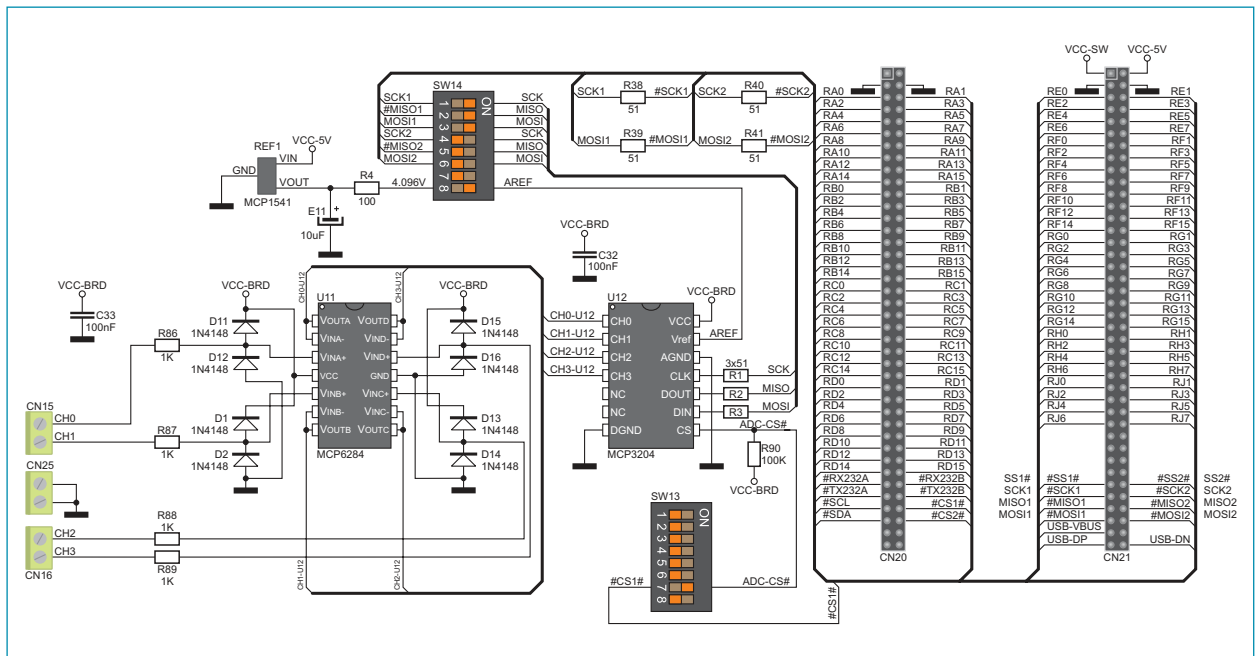 VCC-SW VCC-5V
SW14
SCK1 SCK
#MISO1 MISO
MOSI1 MOSI
SCK2 SCK
#MISO2 MISO
MOSI2 MOSI
1 2 3 4 5 6 7 8 ON
4.096V AREF
SCK1 R38 #SCK1
51
SCK2 R40 #SCK2
51
MOSI1 R39 #MOSI1
51
MOSI2 R41 #MOSI2
51
REF1
VCC-5V
VIN
GND
VOUT
MCP1541
R4
100
E11
+
10uF
VCC-BRD
C32
100nF
VCC-BRD
C33
100nF
VCC-BRD
D11
1N4148
D12
1N4148
D1
1N4148
D2
1N4148
R86
1K
R87
1K
R88
1K
R89
1K
CN15
CH0
CH1
CN25
CH2
CH3
CN16
CH0-U12
CH3-U12
CH1-U12
CH2-U12
U11
VOUTA VOUTD
VINA- VIND-
VINA+ VIND+
VCC GND
VINB+ VINC+
VINB- VINC-
VOUTB VOUTC
MCP6284
VCC-BRD
D15
1N4148
D16
1N4148
D13
1N4148
D14
1N4148
CH0-U12
CH1-U12
CH2-U12
CH3-U12
U12
CH0 VCC
CH1 Vref
CH2 AGND
CH3 CLK
NC DOUT
NC DIN
DGND CS
MCP3204
VCC-BRD
AREF
3x51
R1 SCK
R2 MISO
R3 MOSI
ADC-CS#
R90
100K
VCC-BRD
SW13
1 2 3 4 5 6 7 8 ON
#CS1# ADC-CS#
#CS1#
RA0 RA1
RA2 RA3
RA4 RA5
RA6 RA7
RA8 RA9
RA10 RA11
RA12 RA13
RA14 RA15
RB0 RB1
RB2 RB3
RB4 RB5
RB6 RB7
RB8 RB9
RB10 RB11
RB12 RB13
RB14 RB15
RC0 RC1
RC2 RC3
RC4 RC5
RC6 RC7
RC8 RC9
RC10 RC11
RC12 RC13
RC14 RC15
RD0 RD1
RD2 RD3
RD4 RD5
RD6 RD7
RD8 RD9
RD10 RD11
RD12 RD13
RD14 RD15
#RX232A #RX232B
#TX232A #TX232B
#SCL #CS1#
#SDA #CS2#
CN20
RE0 RE1
RE2 RE3
RE4 RE5
RE6 RE7
RF0 RF1
RF2 RF3
RF4 RF5
RF6 RF7
RF8 RF9
RF10 RF11
RF12 RF13
RF14 RF15
RG0 RG1
RG2 RG3
RG4 RG5
RG6 RG7
RG8 RG9
RG10 RG11
RG12 RG13
RG14 RG15
RH0 RH1
RH2 RH3
RH4 RH5
RH6 RH7
RJ0 RJ1
RJ2 RJ3
RJ4 RJ5
RJ6 RJ7
SS1# #SS1# #SS2# SS2#
SCK1 #SCK1 #SCK2 SCK2
MISO1 #MISO1 #MISO2 MISO2
MOSI1 #MOSI1 #MOSI2 MOSI2
USB-VBUS
USB-DP USB-DN
CN21